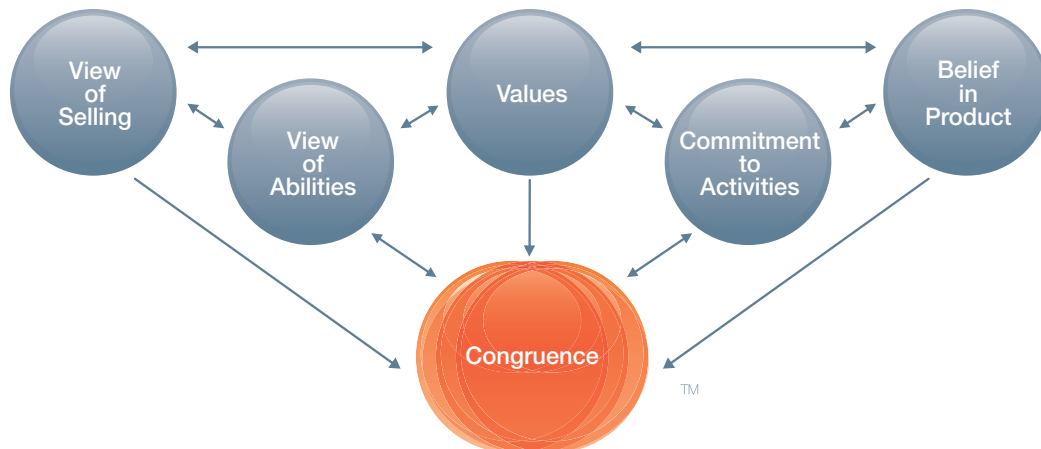 View
of
Selling
View
of
Abilities
Values
Commitment
to
Activities
Belief
in
Product
Congruence
TM